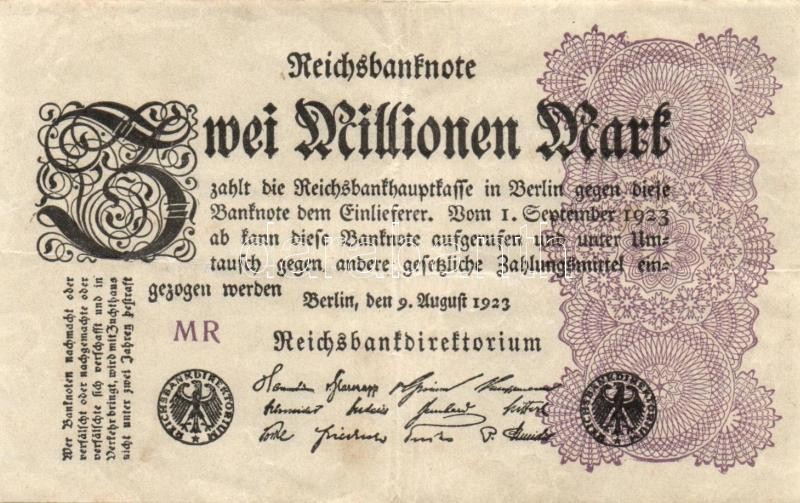 Reichsbanknote
Zwei Millionen Mark
zahlt die Reichsbankhauptkasse in Berlin gegen diese
Banknote dem Einlieferer. Vom 1. September 1923
ab kann diese Banknote aufgerufen und unter Um-
tausch gegen andere gesetzliche Zahlungsmittel ein-
gezogen werden
Berlin, den 9. August 1923
MR
Reichsbankdirektorium
Wer Banknoten nachmacht oder
verfälscht oder nachgemachte oder
verfälschte sich verschafft und in
Verkehr bringt, wird mit Zuchthaus
nicht unter zwei Jahren bestraft
REICHSBANKDIREKTORIUM
REICHSBANKDIREKTORIUM